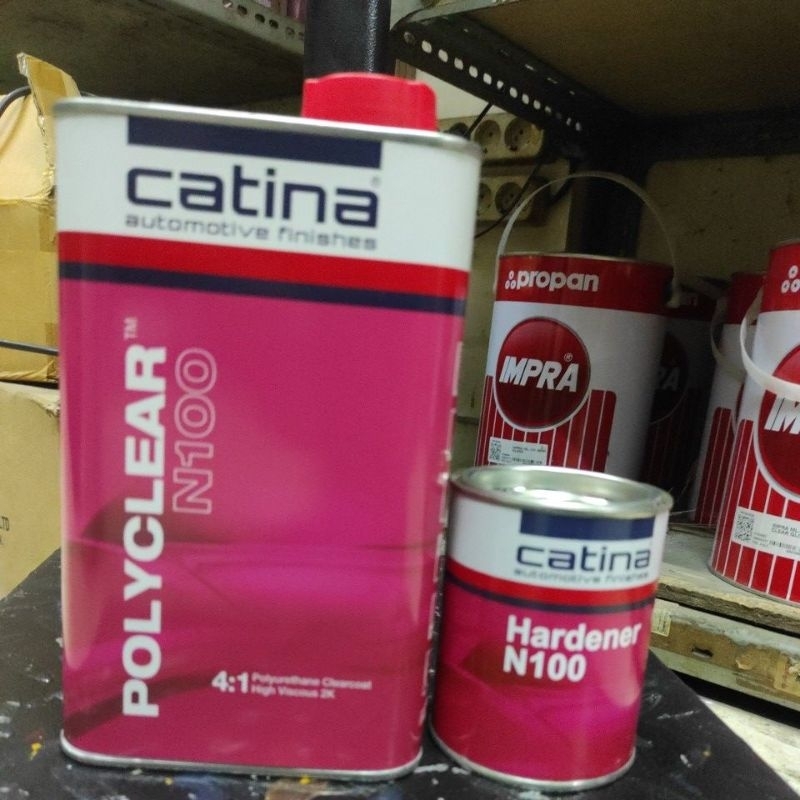 catina®
automotive finishes
POLYCLEAR™
N100
4:1 Polyurethane Clearcoat
High Viscous 2K
catina
automotive finishes
Hardener
N100
propan
IMPRA®